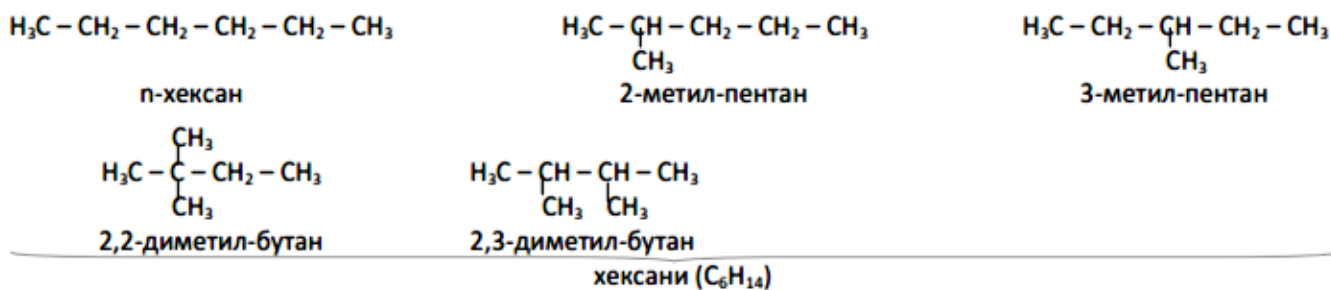 H₃C – CH₂ – CH₂ – CH₂ – CH₂ – CH₃ H₃C – CH – CH₂ – CH₂ – CH₃ H₃C – CH₂ – CH – CH₂ – CH₃
CH₃ CH₃
n-хексан 2-метил-пентан 3-метил-пентан
CH₃
H₃C – C – CH₂ – CH₃ H₃C – CH – CH – CH₃
CH₃ CH₃ CH₃
2,2-диметил-бутан 2,3-диметил-бутан
хексани (C₆H₁₄)